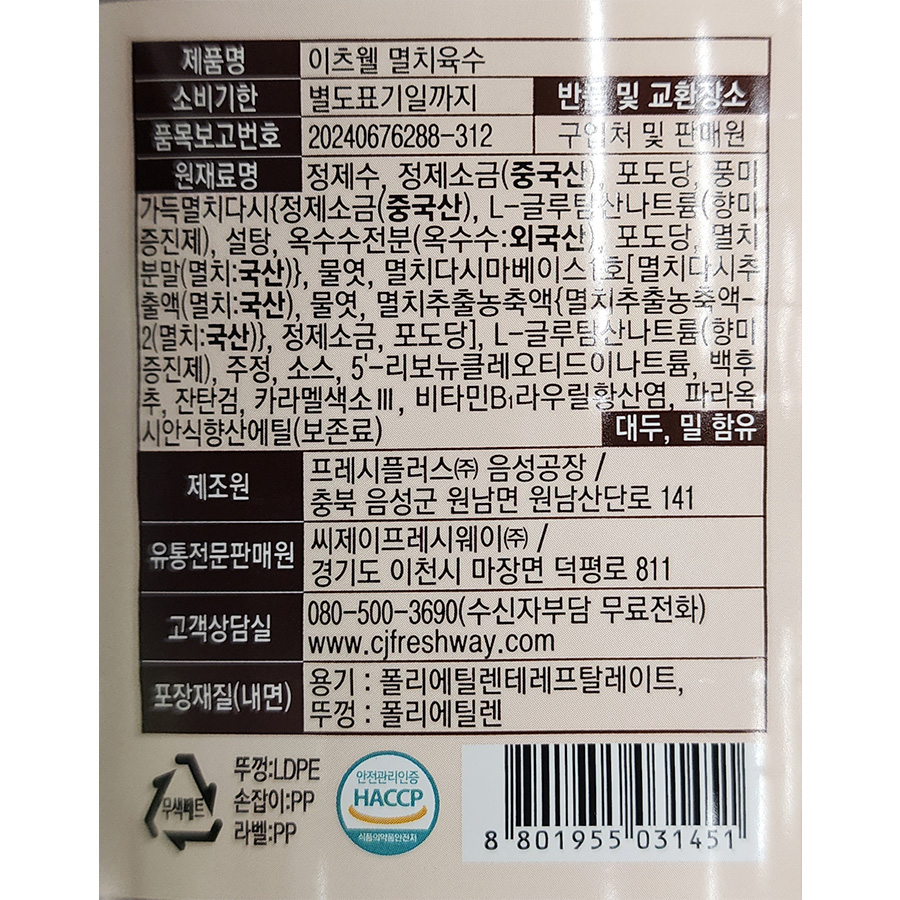 제품명 이츠웰 멸치육수
소비기한 별도표기일까지 반품 및 교환장소
품목보고번호 20240676288-312 구입처 및 판매원
원재료명 정제수, 정제소금(중국산), 포도당, 풍미
가득멸치다시{정제소금(중국산), L-글루탐산나트륨(향미
증진제), 설탕, 옥수수전분(옥수수:외국산), 포도당, 멸치
분말(멸치:국산)}, 물엿, 멸치다시마베이스1호[멸치다시추
출액(멸치:국산), 물엿, 멸치추출농축액{멸치추출농축액-
2(멸치:국산)}, 정제소금, 포도당], L-글루탐산나트륨(향미
증진제), 주정, 소스, 5'-리보뉴클레오티드이나트륨, 백후
추, 잔탄검, 카라멜색소Ⅲ, 비타민B₁라우릴황산염, 파라옥
시안식향산에틸(보존료) 대두, 밀 함유
제조원 프레시플러스㈜ 음성공장 /
충북 음성군 원남면 원남산단로 141
유통전문판매원 씨제이프레시웨이㈜ /
경기도 이천시 마장면 덕평로 811
고객상담실 080-500-3690(수신자부담 무료전화)
www.cjfreshway.com
포장재질(내면) 용기 : 폴리에틸렌테레프탈레이트,
뚜껑 : 폴리에틸렌
무색페트
뚜껑:LDPE
손잡이:PP
라벨:PP
안전관리인증
HACCP
식품의약품안전처
8 801955 031451